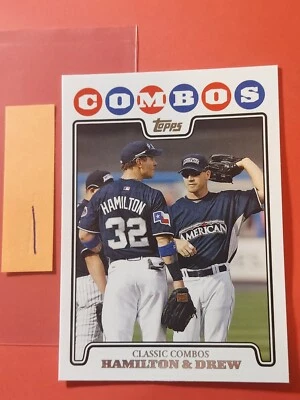 COMBOS
Topps
HAMILTON
32
AMERICAN
CLASSIC COMBOS
HAMILTON & DREW